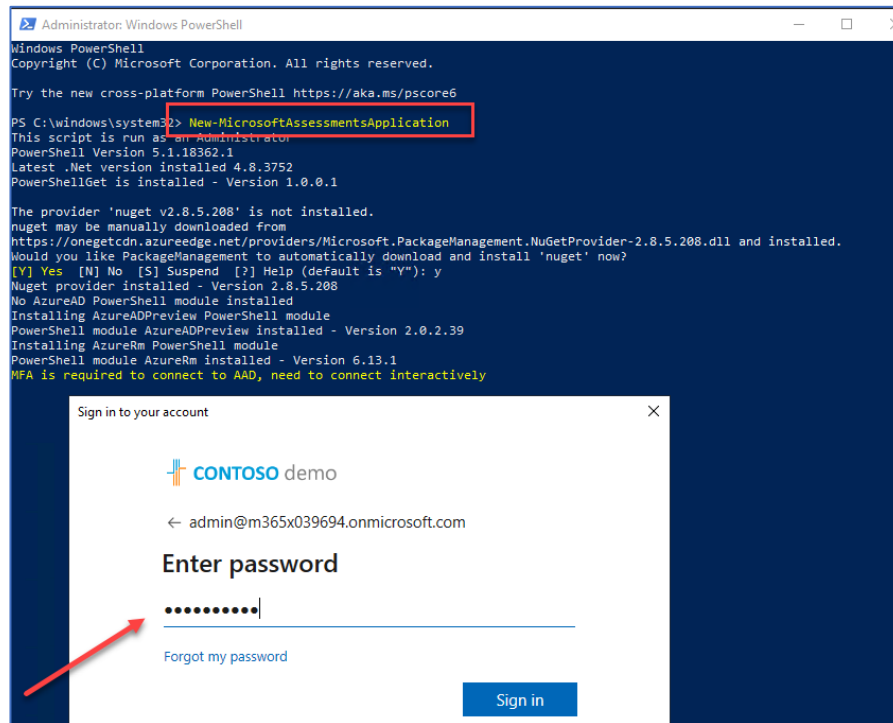 Administrator: Windows PowerShell
Windows PowerShell
Copyright (C) Microsoft Corporation. All rights reserved.
Try the new cross-platform PowerShell https://aka.ms/pscore6
PS C:\windows\system32> New-MicrosoftAssessmentsApplication
This script is run as an Administrator
PowerShell Version 5.1.18362.1
Latest .Net version installed 4.8.3752
PowerShellGet is installed - Version 1.0.0.1
The provider 'nuget v2.8.5.208' is not installed.
nuget may be manually downloaded from
https://onegetcdn.azureedge.net/providers/Microsoft.PackageManagement.NuGetProvider-2.8.5.208.dll and installed.
Would you like PackageManagement to automatically download and install 'nuget' now?
[Y] Yes  [N] No  [S] Suspend  [?] Help (default is "Y"): y
Nuget provider installed - Version 2.8.5.208
No AzureAD PowerShell module installed
Installing AzureADPreview PowerShell module
PowerShell module AzureADPreview installed - Version 2.0.2.39
Installing AzureRm PowerShell module
PowerShell module AzureRm installed - Version 6.13.1
MFA is required to connect to AAD, need to connect interactively
Sign in to your account
CONTOSO demo
← admin@m365x039694.onmicrosoft.com
Enter password
••••••••••
Forgot my password
Sign in